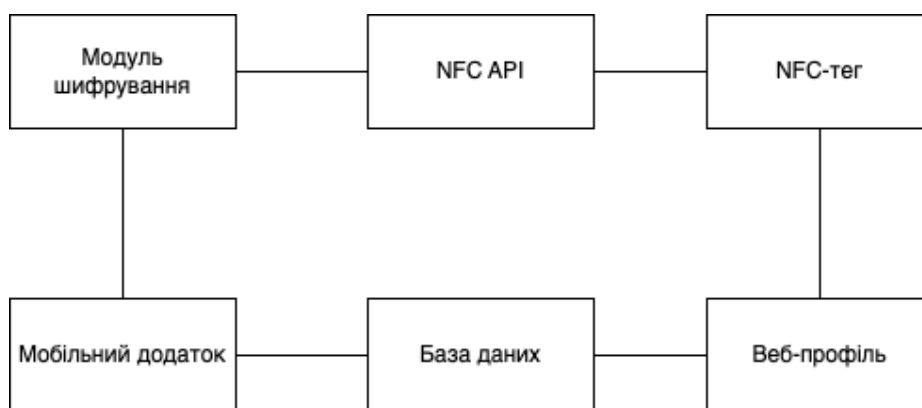 Модуль
шифрування
NFC API
NFC-тег
Мобільний додаток
База даних
Веб-профіль